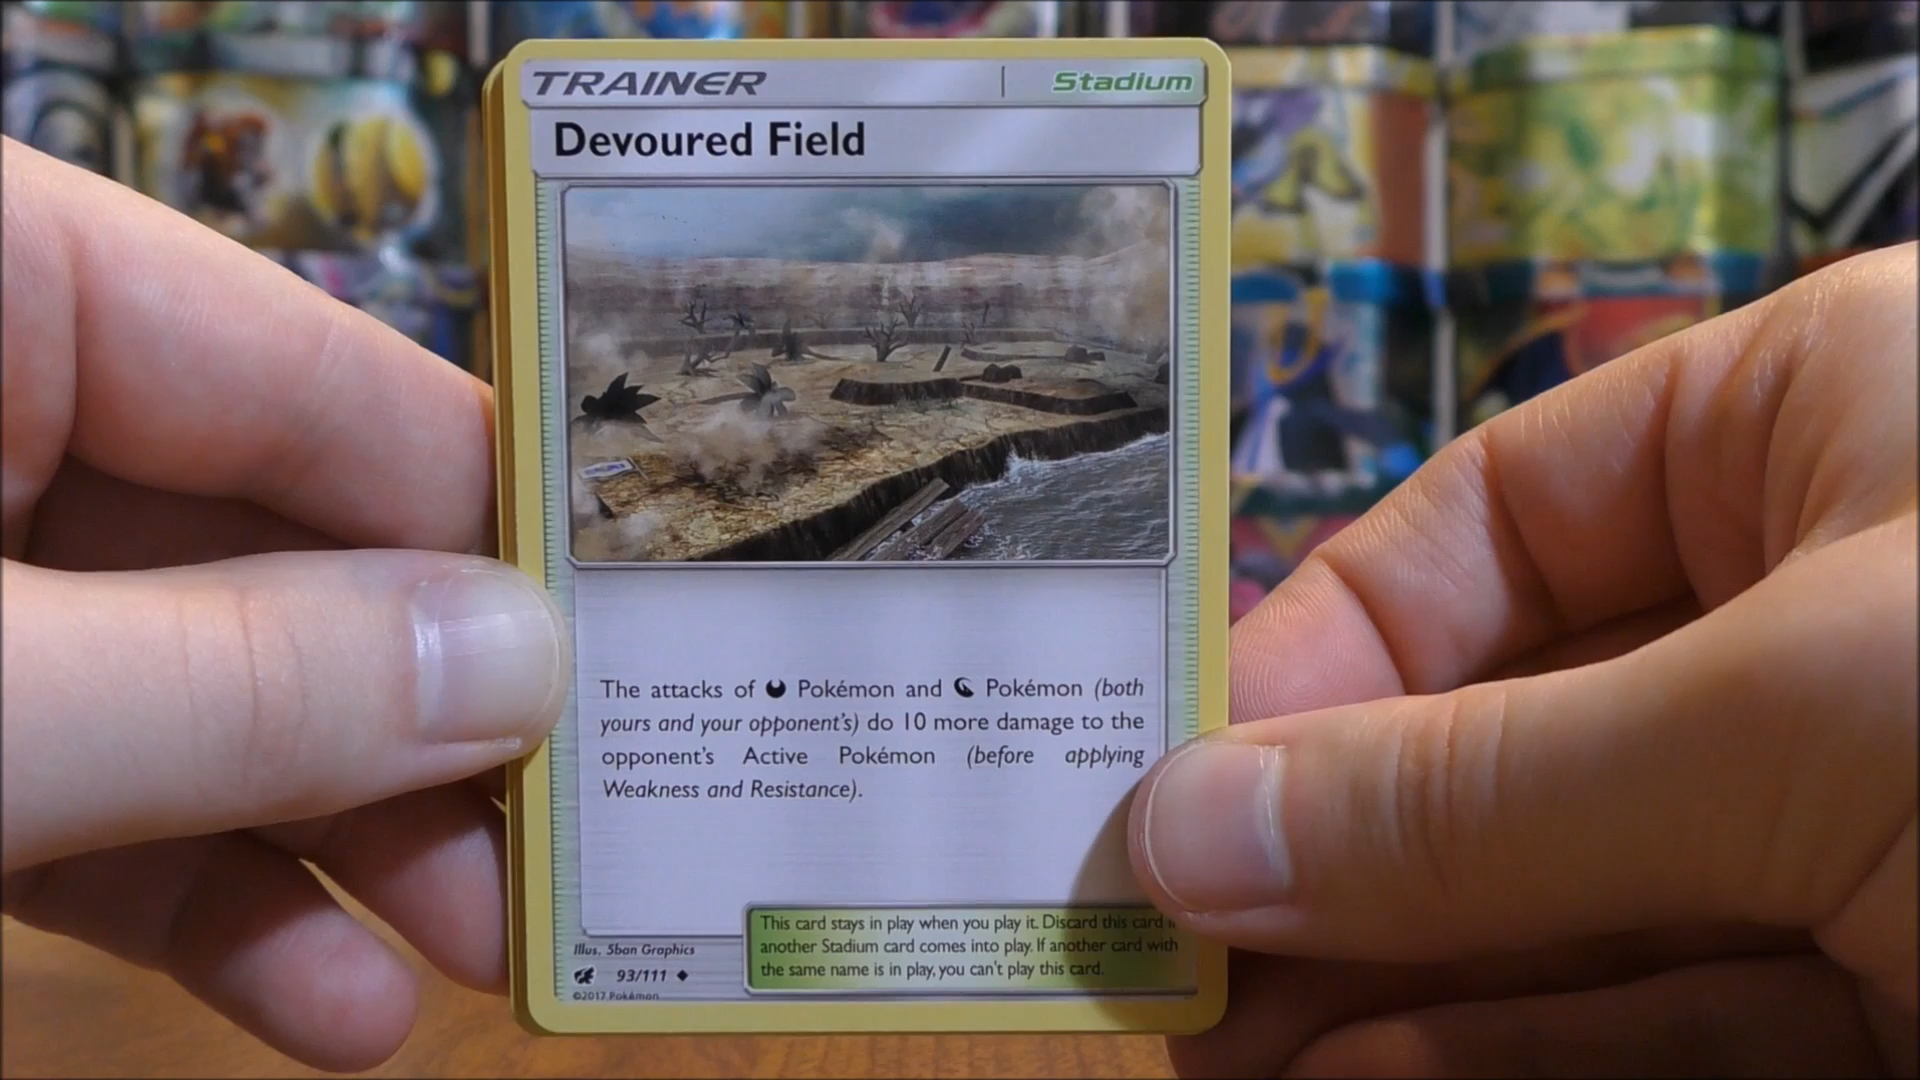 TRAINER
Stadium
Devoured Field
The attacks of Pokémon and Pokémon (both
yours and your opponent's) do 10 more damage to the
opponent's Active Pokémon (before applying
Weakness and Resistance).
This card stays in play when you play it. Discard this card
another Stadium card comes into play. If another card with
the same name is in play, you can't play this card.
Illus. 5ban Graphics
93/111
©2017 Pokémon